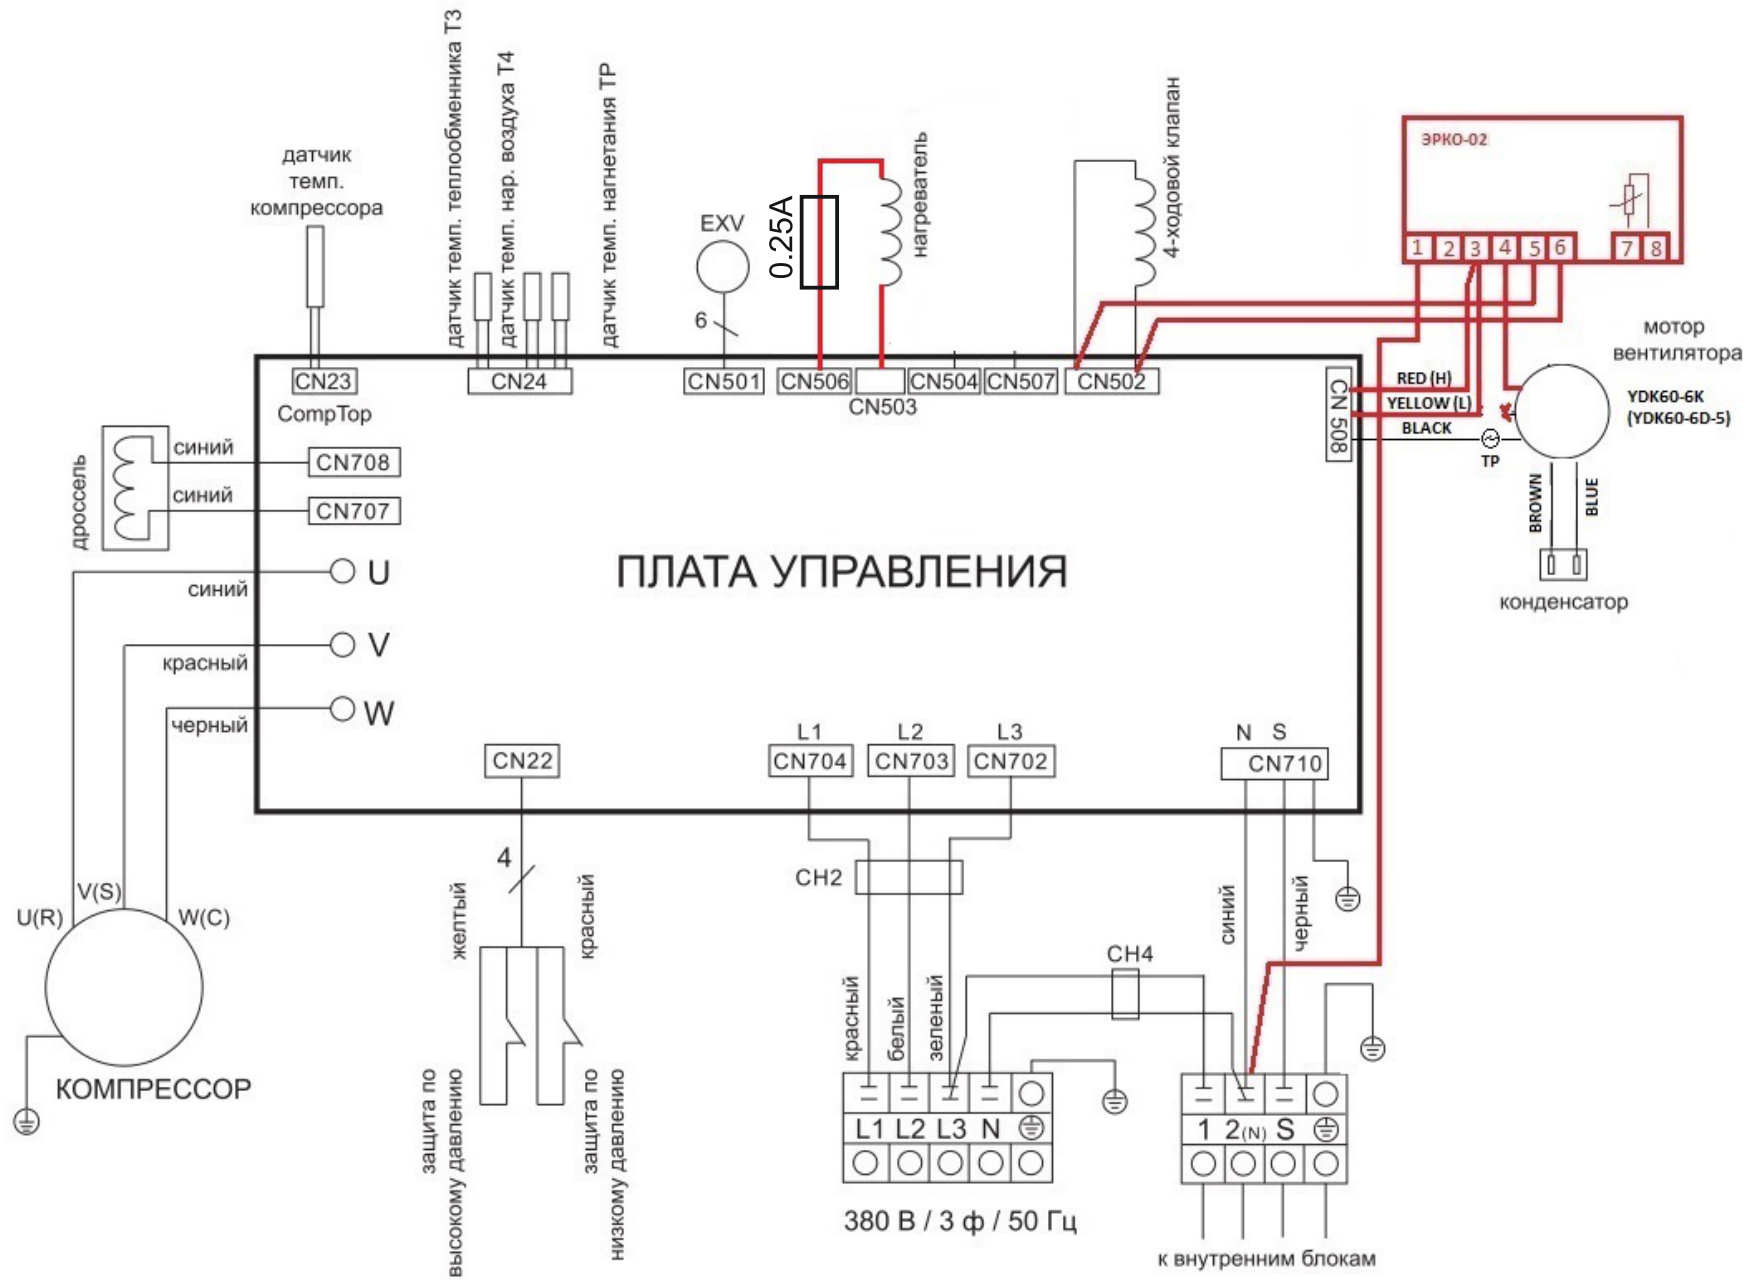 датчик темп. теплообменника T3
датчик темп. нар. воздуха T4
датчик темп. нагнетания TP
датчик
темп.
компрессора
EXV
6
0.25A
нагреватель
4-ходовой клапан
ЭРКО-02
1 2 3 4 5 6 7 8
мотор
вентилятора
YDK60-6K
(YDK60-6D-5)
CN23
CompTop
CN24
CN501
CN506
CN503
CN504
CN507
CN502
CN 508
RED (H)
YELLOW (L)
BLACK
TP
BROWN
BLUE
конденсатор
дроссель
синий
CN708
синий
CN707
U
синий
V
красный
W
черный
ПЛАТА УПРАВЛЕНИЯ
CN22
L1 L2 L3
CN704 CN703 CN702
N S
CN710
4
желтый
красный
CH2
красный
белый
зеленый
CH4
синий
черный
U(R)
V(S)
W(C)
КОМПРЕССОР
защита по
высокому давлению
защита по
низкому давлению
L1 L2 L3 N
380 В / 3 ф / 50 Гц
1 2(N) S
к внутренним блокам